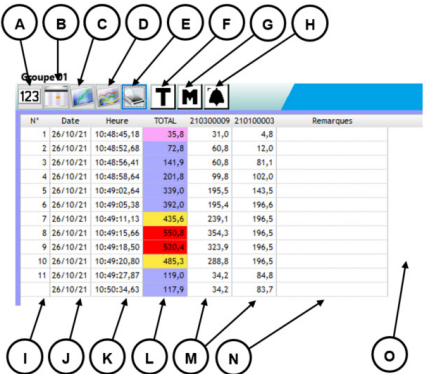 A B C D E F G H
Groupe 01
123 T M
N° Date Heure TOTAL 210300009 210100003 Remarques
1 26/10/21 10:48:45,18 35,8 31,0 4,8
2 26/10/21 10:48:52,68 72,8 60,8 12,0
3 26/10/21 10:48:56,41 141,9 60,8 81,1
4 26/10/21 10:48:58,64 201,8 99,8 102,0
5 26/10/21 10:49:02,64 339,0 195,5 143,5
6 26/10/21 10:49:05,38 392,0 195,4 196,6
7 26/10/21 10:49:11,13 435,6 239,1 196,5
8 26/10/21 10:49:15,66 550,8 354,3 196,5
9 26/10/21 10:49:18,50 520,4 323,9 196,5
10 26/10/21 10:49:20,80 485,3 288,8 196,5
11 26/10/21 10:49:27,87 119,0 34,2 84,8
26/10/21 10:50:34,63 117,9 34,2 83,7
I J K L M N O